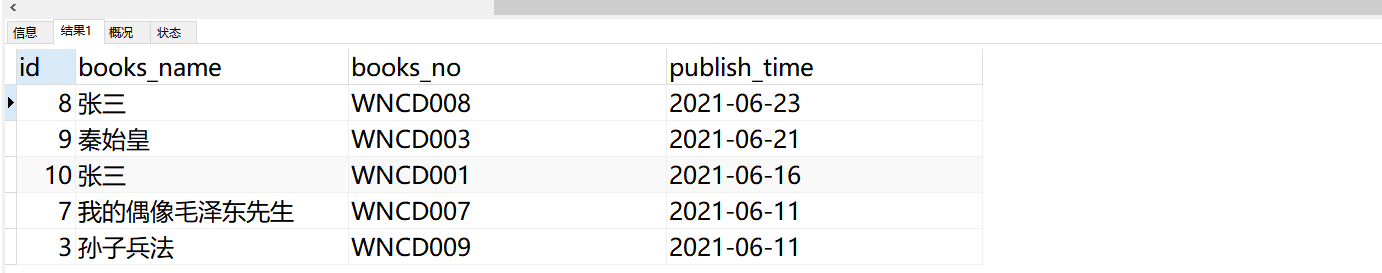 信息 结果1 概况 状态
id books_name books_no publish_time
8 张三 WNCD008 2021-06-23
9 秦始皇 WNCD003 2021-06-21
10 张三 WNCD001 2021-06-16
7 我的偶像毛泽东先生 WNCD007 2021-06-11
3 孙子兵法 WNCD009 2021-06-11